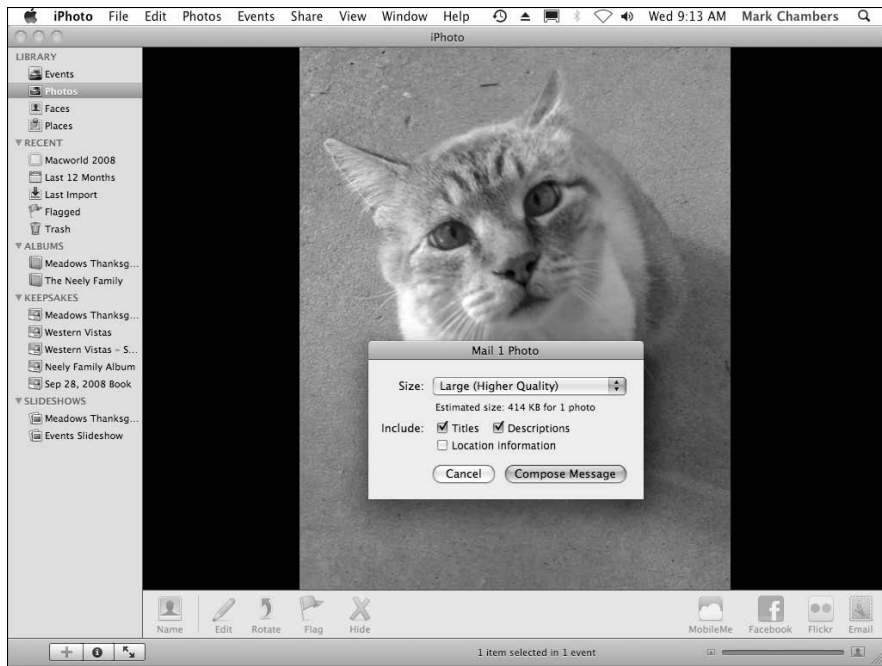 iPhoto File Edit Photos Events Share View Window Help Wed 9:13 AM Mark Chambers
iPhoto
LIBRARY
Events
Photos
Faces
Places
RECENT
Macworld 2008
Last 12 Months
Last Import
Flagged
Trash
ALBUMS
Meadows Thanksg...
The Neely Family
KEEPSAKES
Meadows Thanksg...
Western Vistas
Western Vistas – S...
Neely Family Album
Sep 28, 2008 Book
SLIDESHOWS
Meadows Thanksg...
Events Slideshow
Mail 1 Photo
Size: Large (Higher Quality)
Estimated size: 414 KB for 1 photo
Include: Titles Descriptions
Location information
Cancel Compose Message
Name Edit Rotate Flag Hide MobileMe Facebook Flickr Email
1 item selected in 1 event